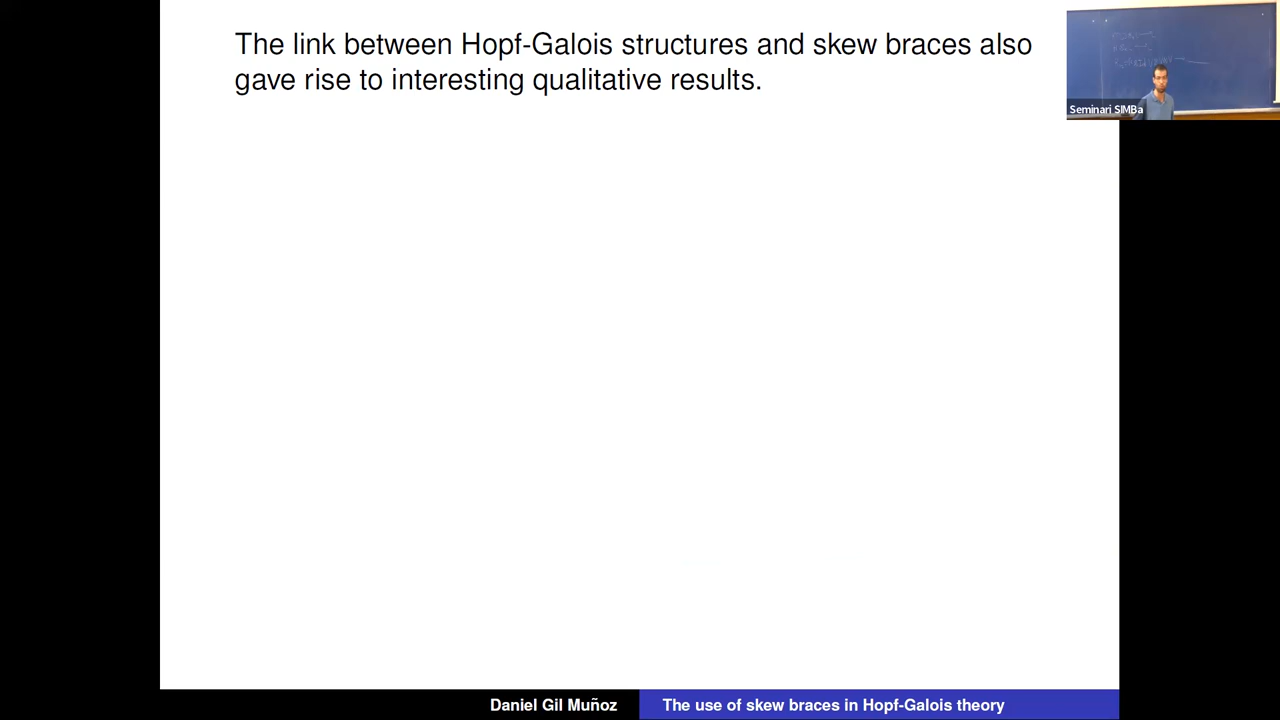 The link between Hopf-Galois structures and skew braces also
gave rise to interesting qualitative results.
Seminari SIMBa
Daniel Gil Muñoz
The use of skew braces in Hopf-Galois theory